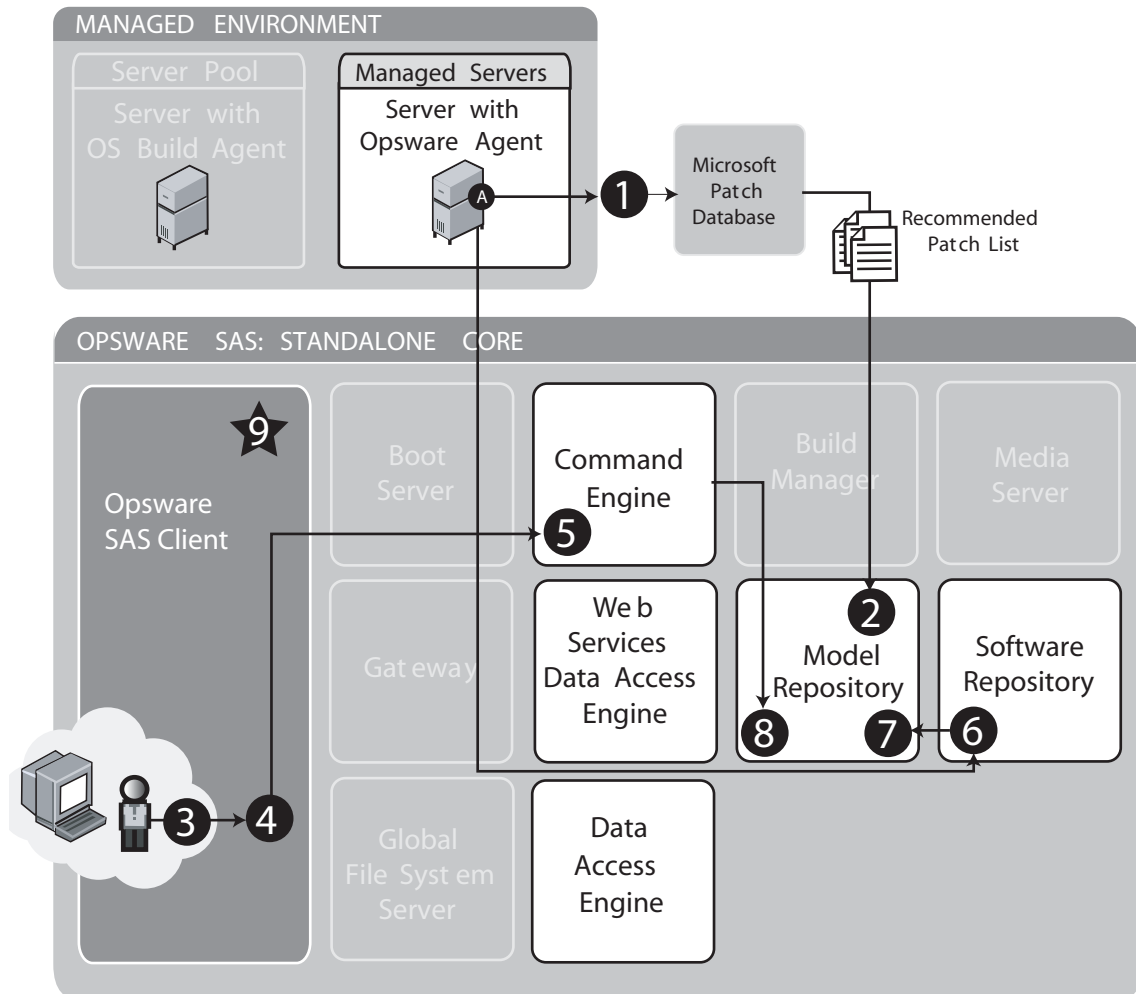 MANAGED ENVIRONMENT
Server Pool
Server with
OS Build Agent
Managed Servers
Server with
Opsware Agent
A
1
Microsoft
Patch
Database
Recommended
Patch List
OPSWARE SAS: STANDALONE CORE
9
Opsware
SAS Client
Boot
Server
Command
Engine
5
Build
Manager
Media
Server
Gateway
Web
Services
Data Access
Engine
2
Model
Repository
8
7
Software
Repository
6
3
4
Global
File System
Server
Data
Access
Engine